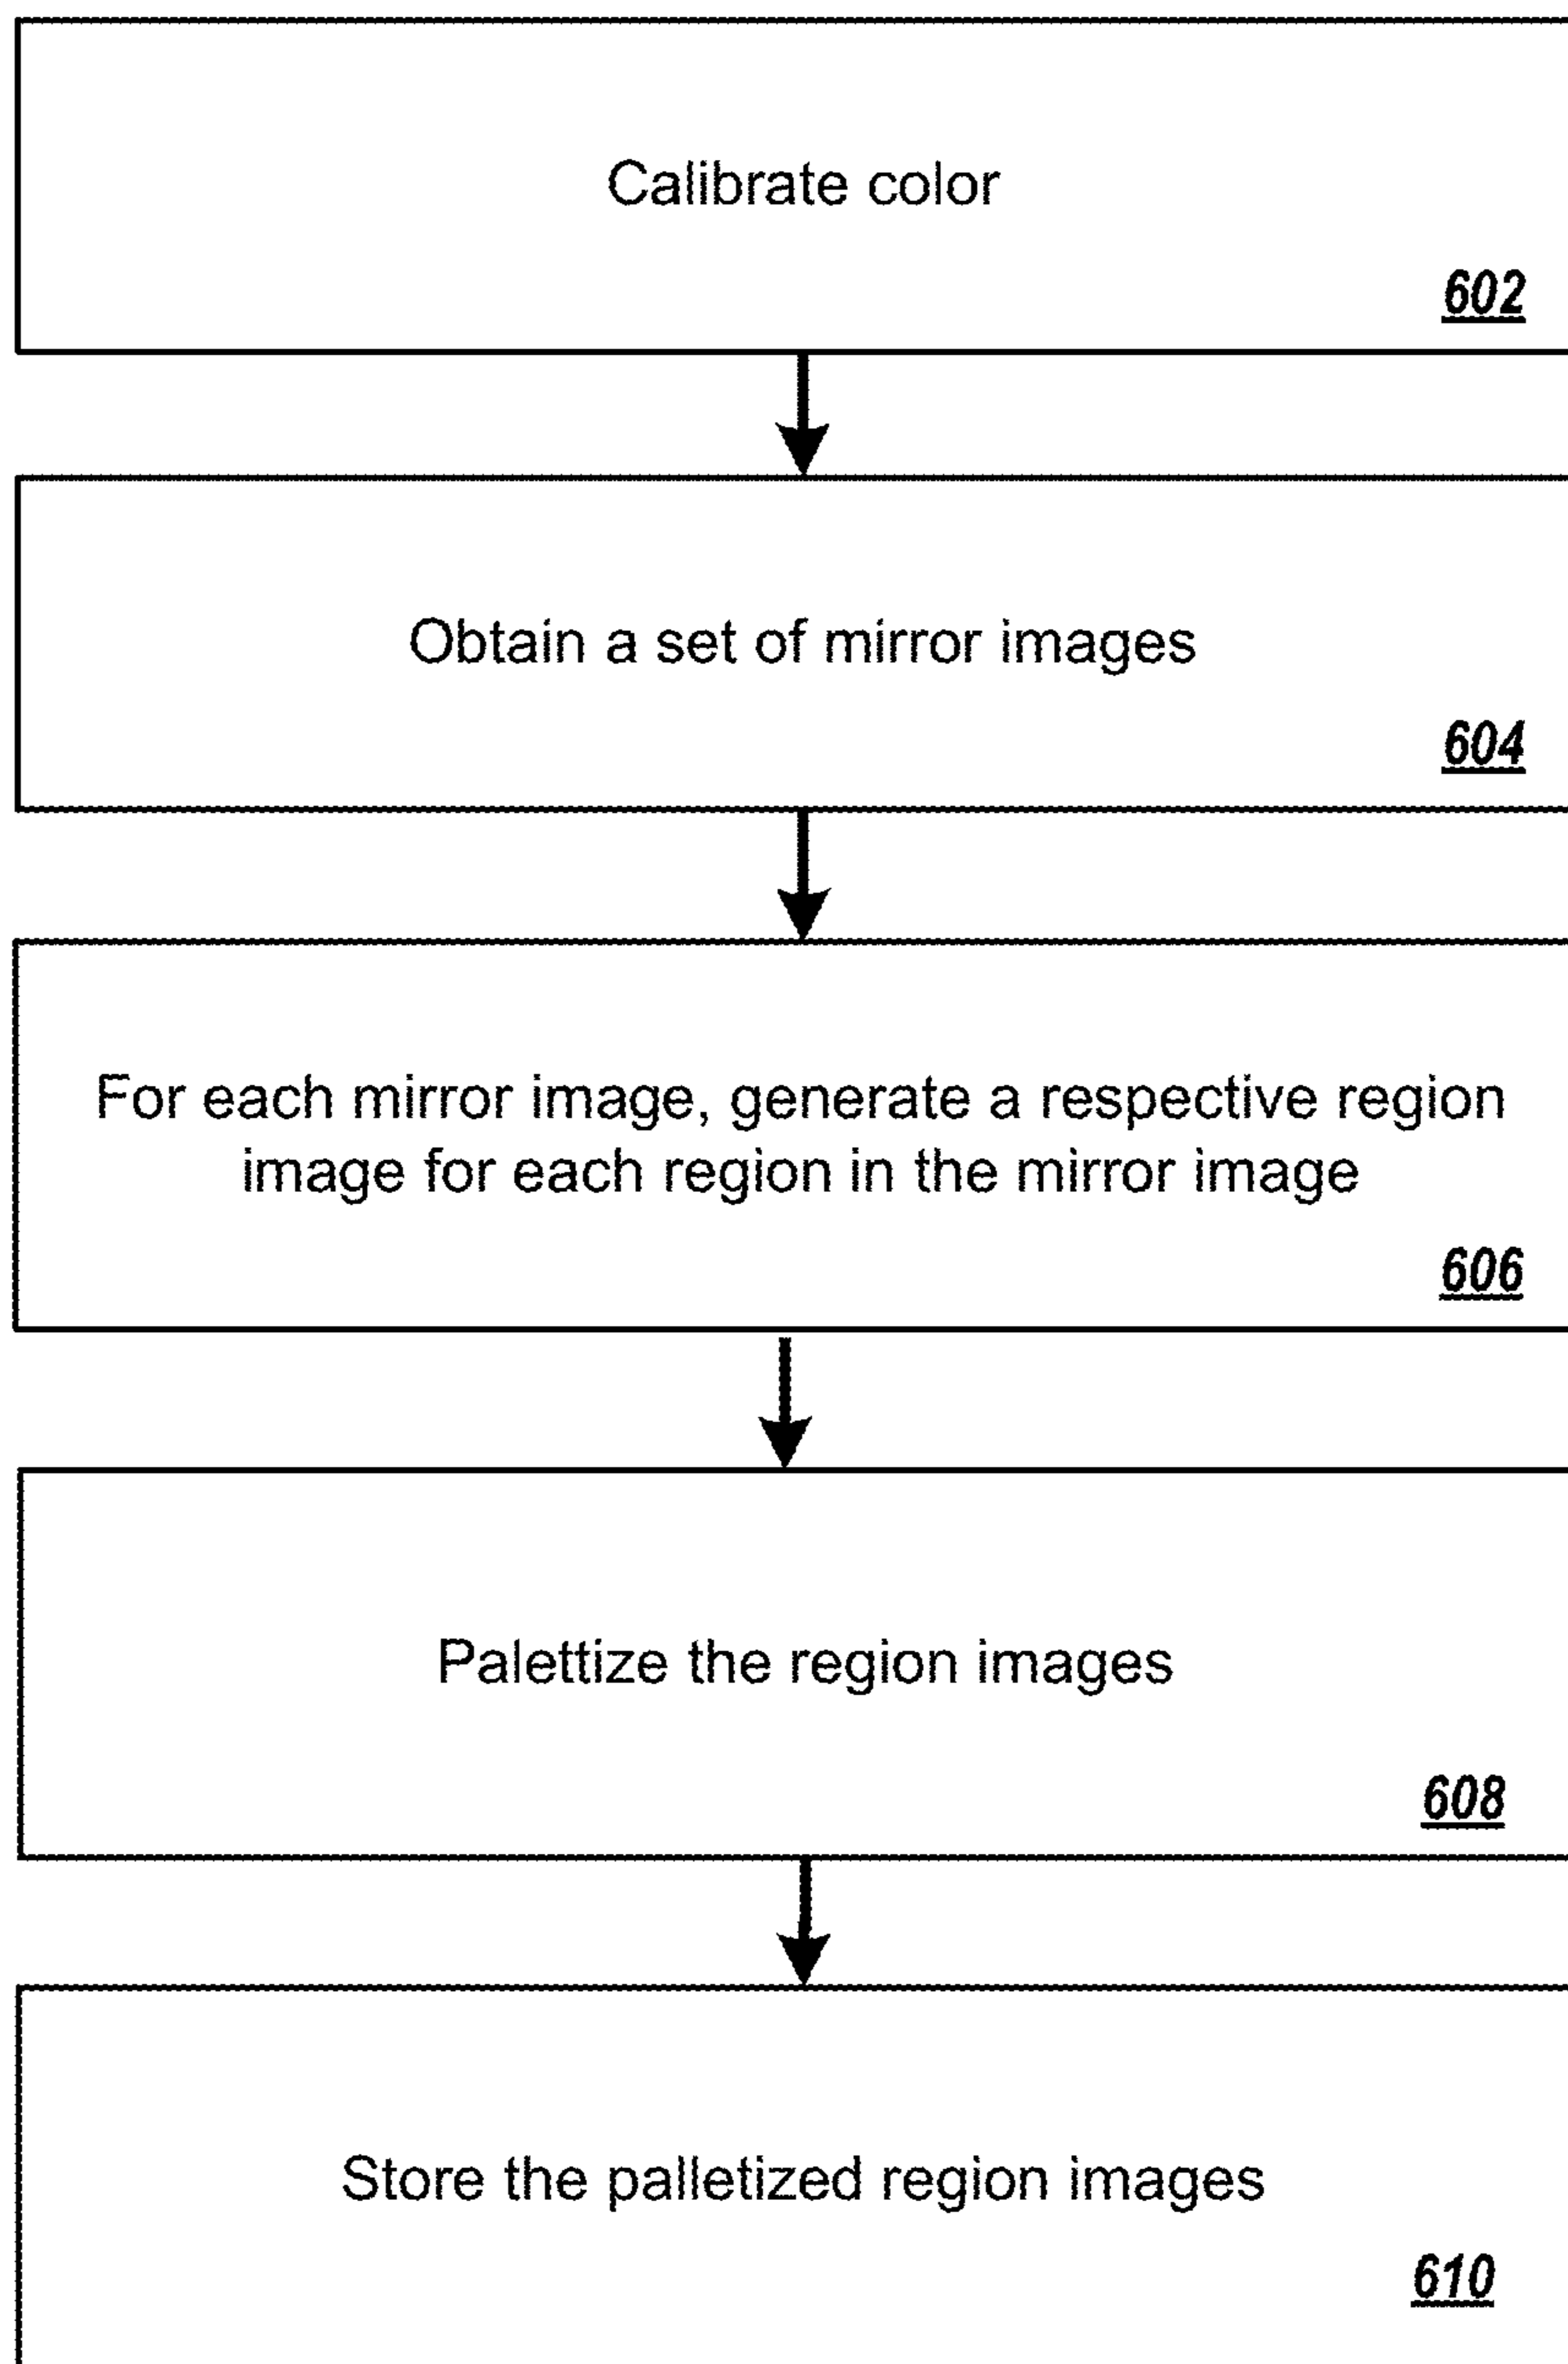 Calibrate color
602
Obtain a set of mirror images
604
For each mirror image, generate a respective region
image for each region in the mirror image
606
Palettize the region images
608
Store the palletized region images
610